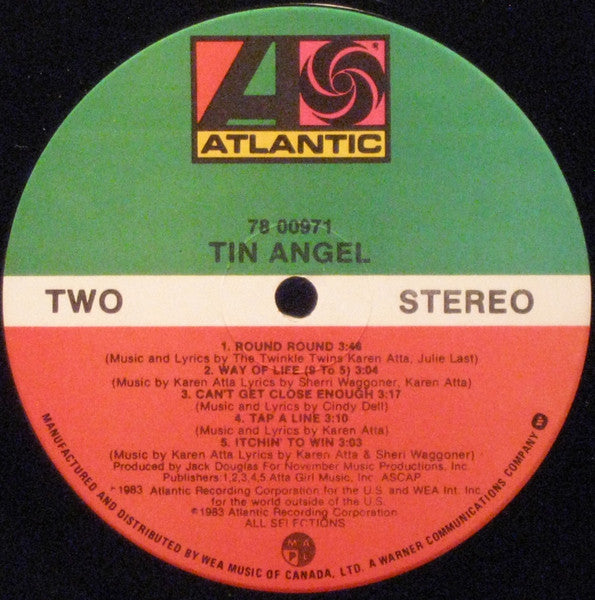 ATLANTIC
78 00971
TIN ANGEL
TWO
STEREO
1. ROUND ROUND 3:46
(Music and Lyrics by The Twinkle Twins Karen Atta, Julie Last)
2. WAY OF LIFE (9 To 5) 3:04
(Music by Karen Atta Lyrics by Sherri Waggoner, Karen Atta)
3. CAN'T GET CLOSE ENOUGH 3:17
(Music and Lyrics by Cindy Dell)
4. TAP A LINE 3:10
(Music and Lyrics by Karen Atta)
5. ITCHIN' TO WIN 3:03
(Music by Karen Atta Lyrics by Karen Atta & Sherri Waggoner)
Produced by Jack Douglas For November Music Productions, Inc.
Publishers: 1,2,3,4,5 Atta Girl Music, Inc. ASCAP
1983 Atlantic Recording Corporation for the U.S. and WEA Int. Inc.
for the world outside of the U.S.
©1983 Atlantic Recording Corporation
ALL SELECTIONS
MAPL
MANUFACTURED AND DISTRIBUTED BY WEA MUSIC OF CANADA, LTD. A WARNER COMMUNICATIONS COMPANY